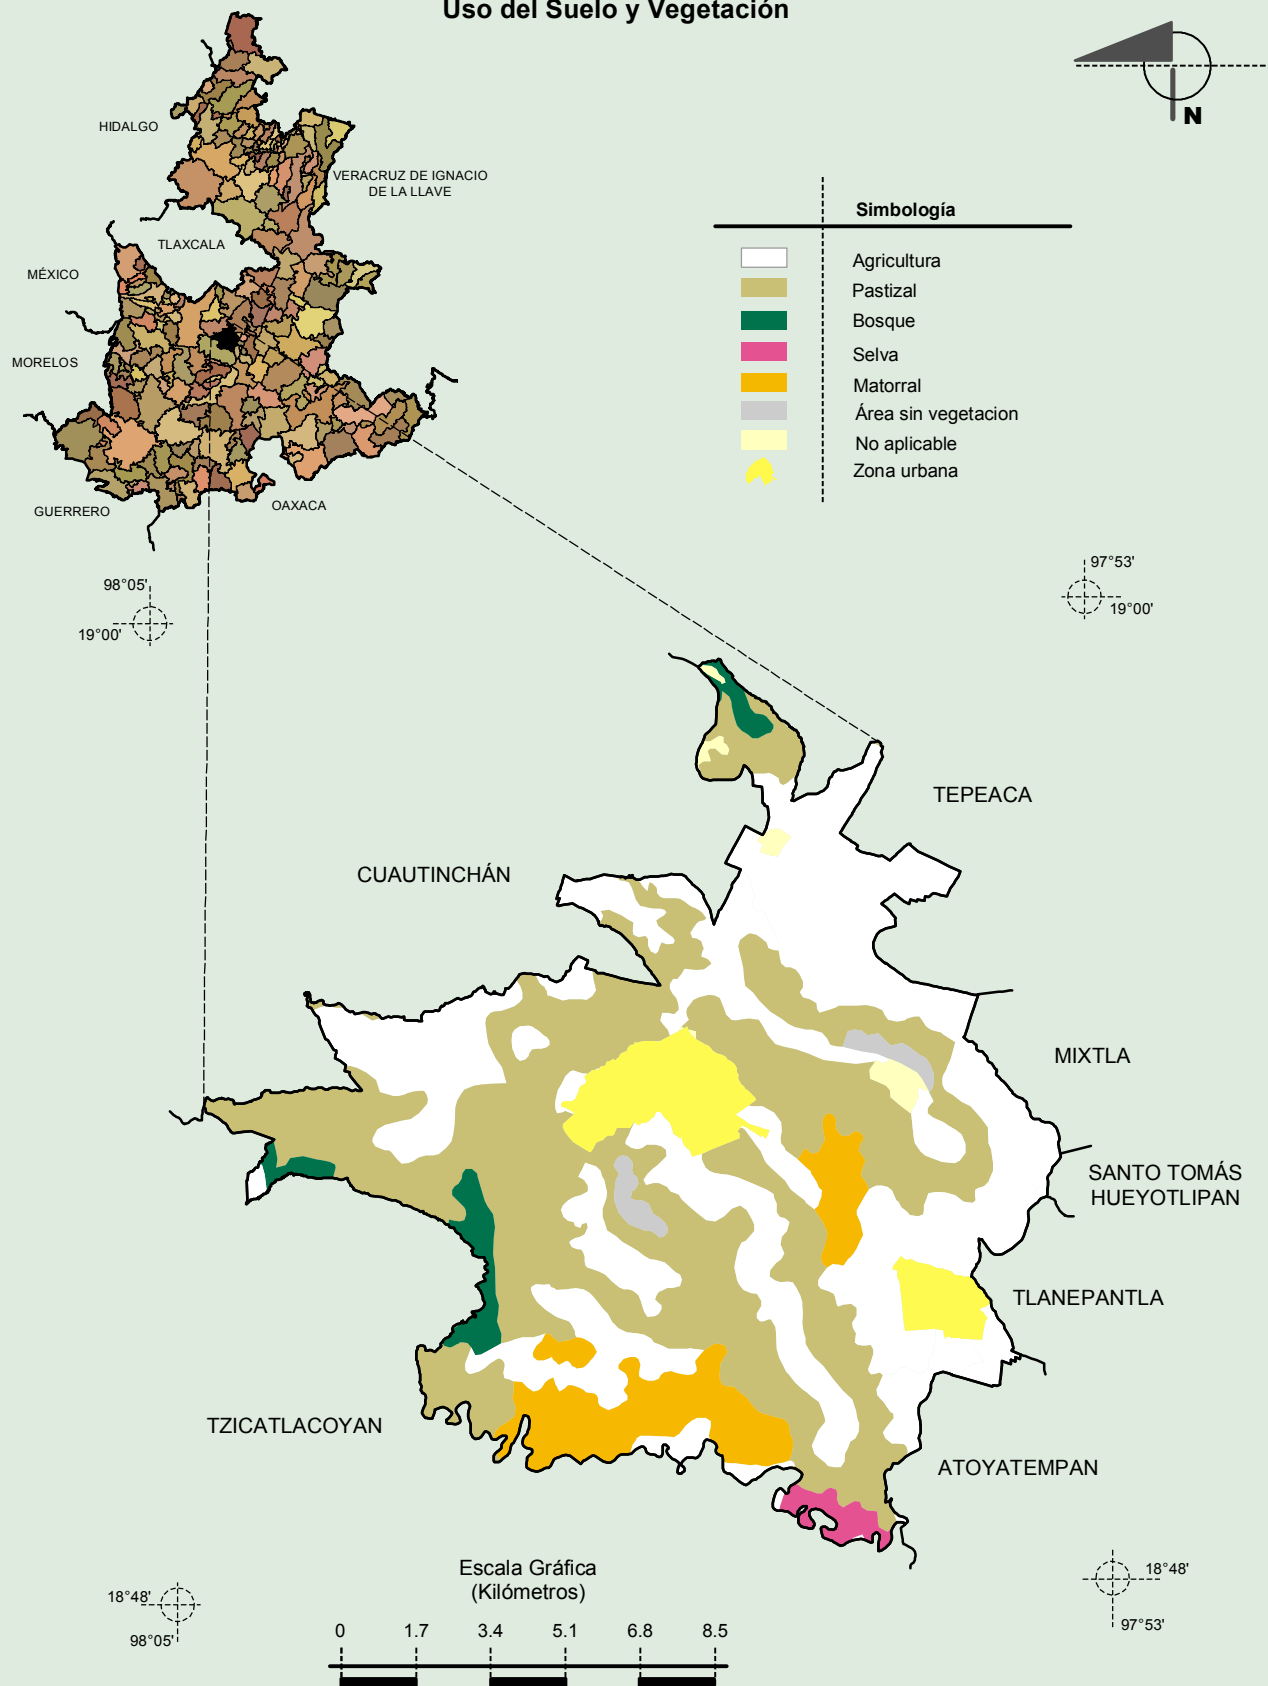 Uso del Suelo y Vegetación
N
HIDALGO
VERACRUZ DE IGNACIO
DE LA LLAVE
TLAXCALA
MÉXICO
MORELOS
GUERRERO
OAXACA
Simbología
Agricultura
Pastizal
Bosque
Selva
Matorral
Área sin vegetacion
No aplicable
Zona urbana
98°05'
19°00'
97°53'
19°00'
TEPEACA
CUAUTINCHÁN
MIXTLA
SANTO TOMÁS
HUEYOTLIPAN
TLANEPANTLA
TZICATLACOYAN
ATOYATEMPAN
Escala Gráfica
(Kilómetros)
0 1.7 3.4 5.1 6.8 8.5
18°48'
98°05'
18°48'
97°53'